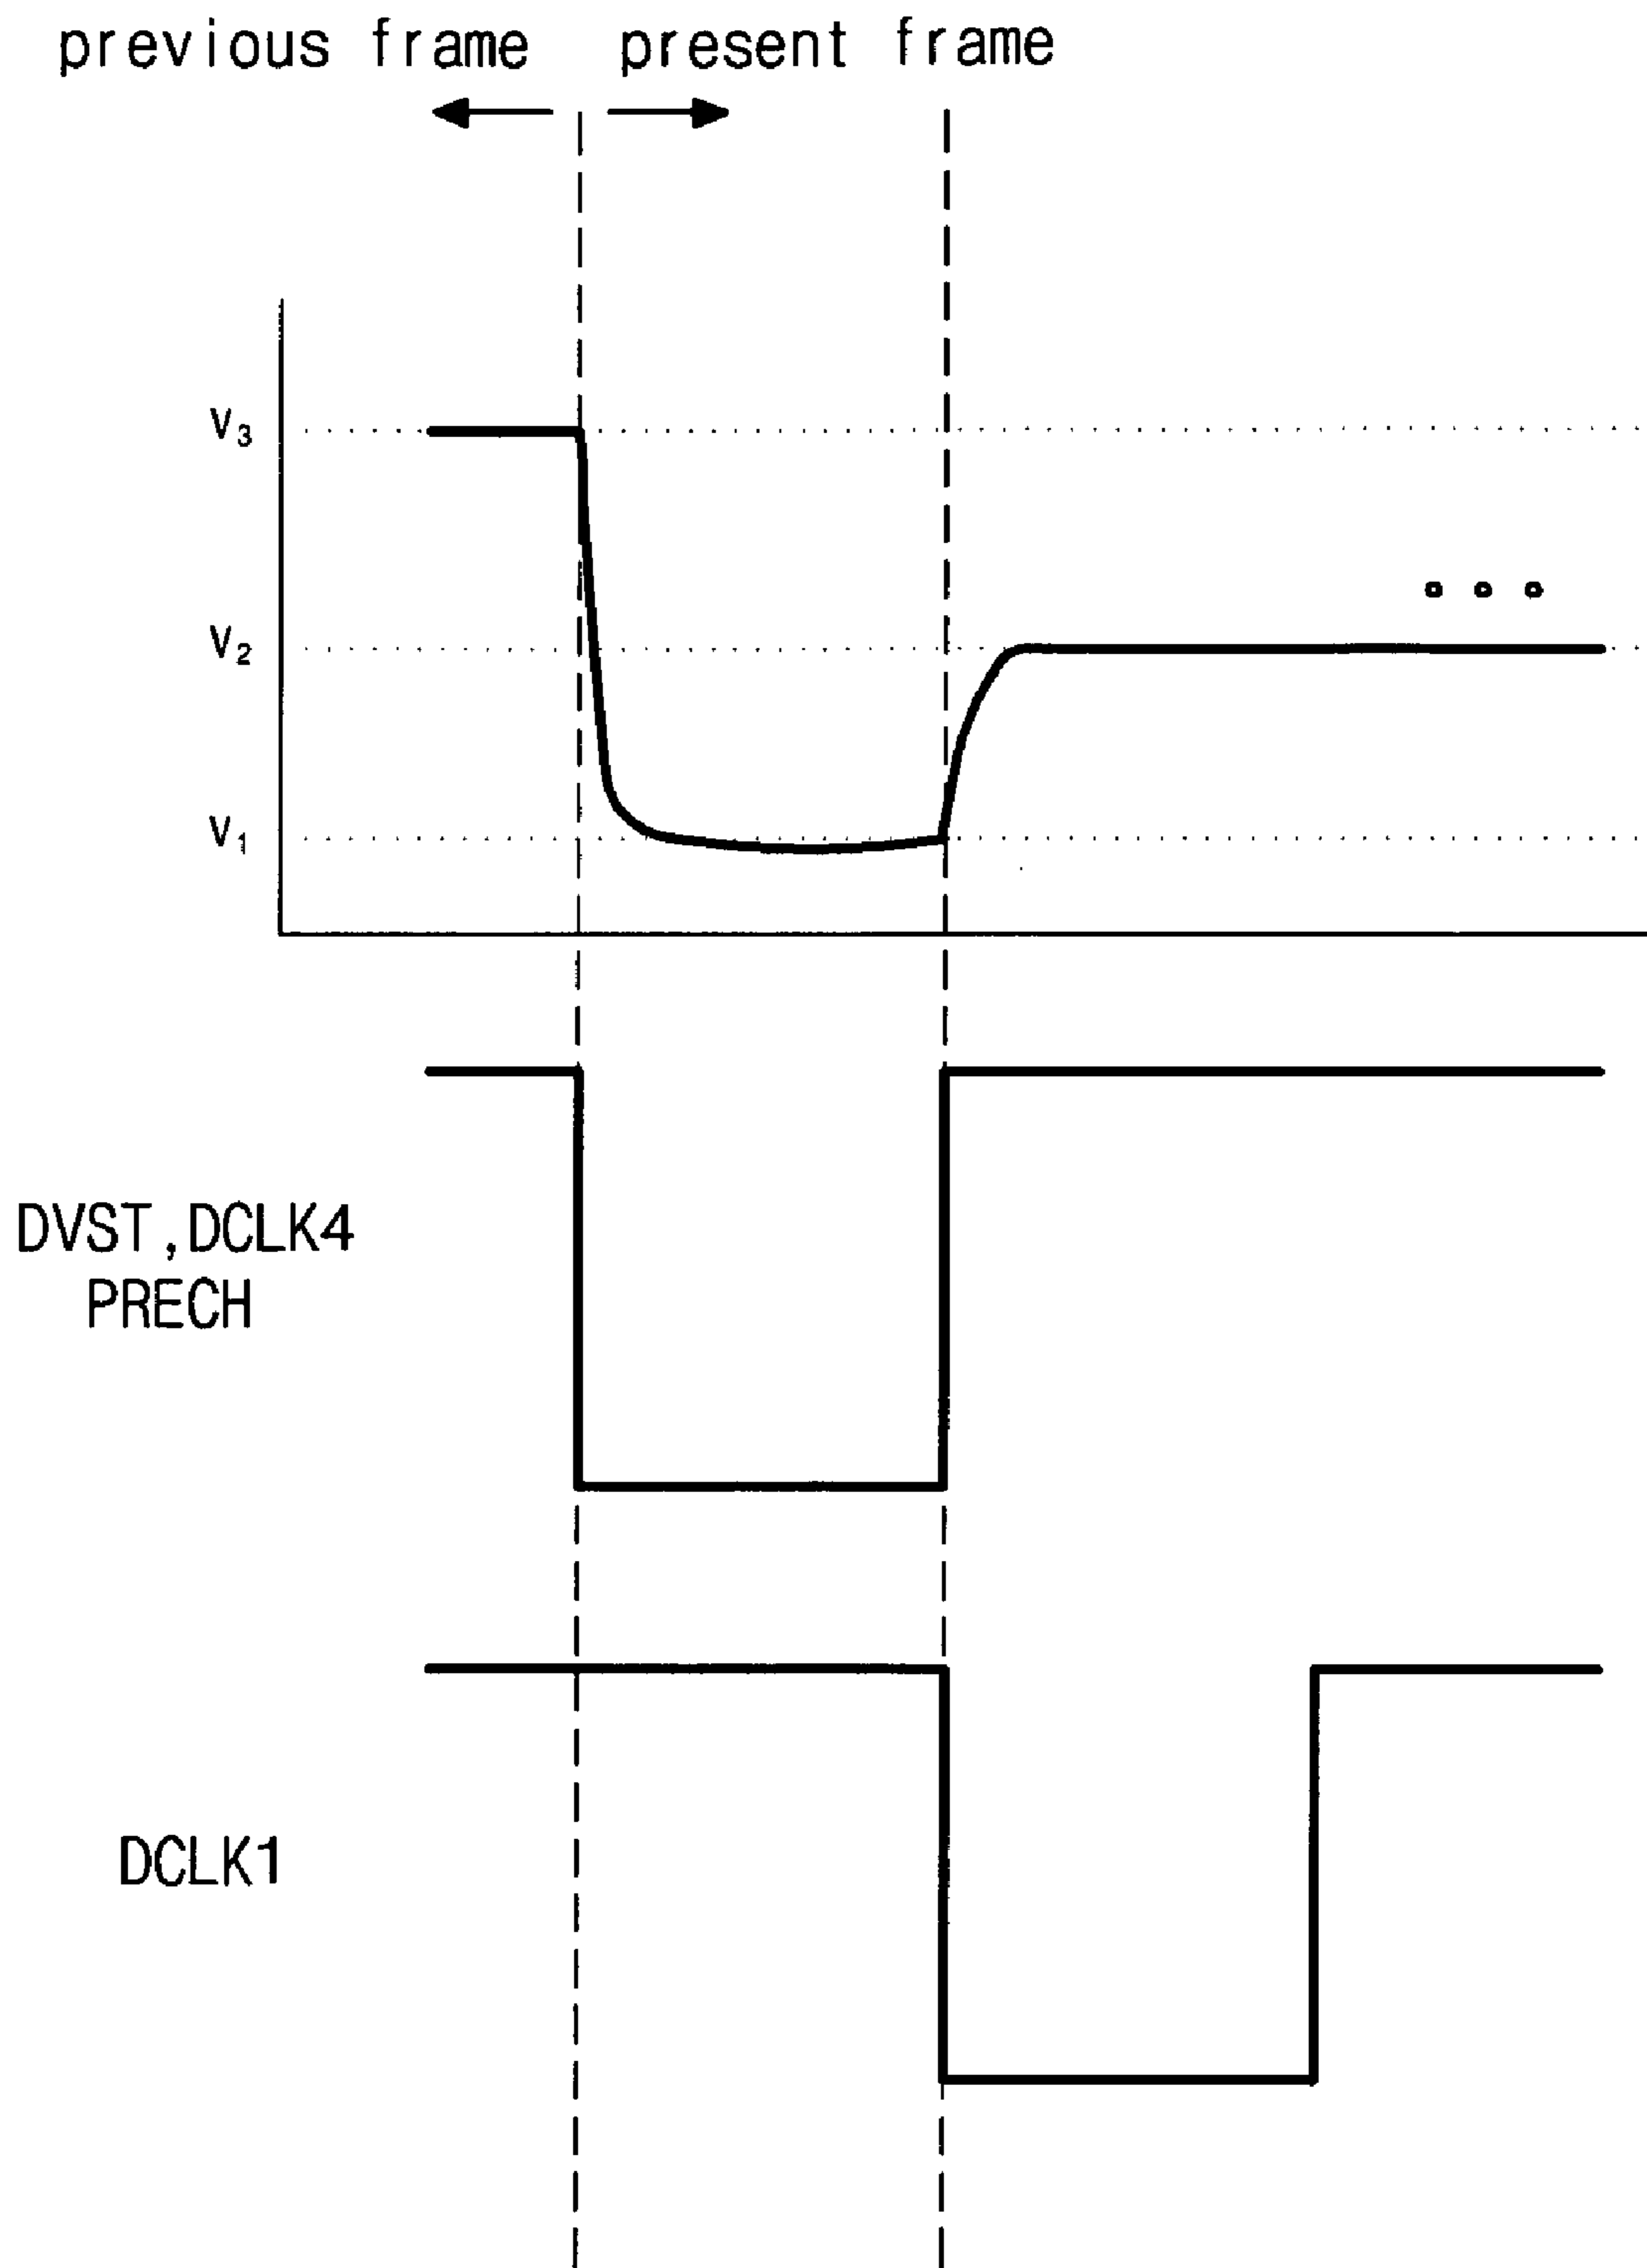 previous frame present frame
V3
V2
V1
DVST,DCLK4
PRECH
DCLK1